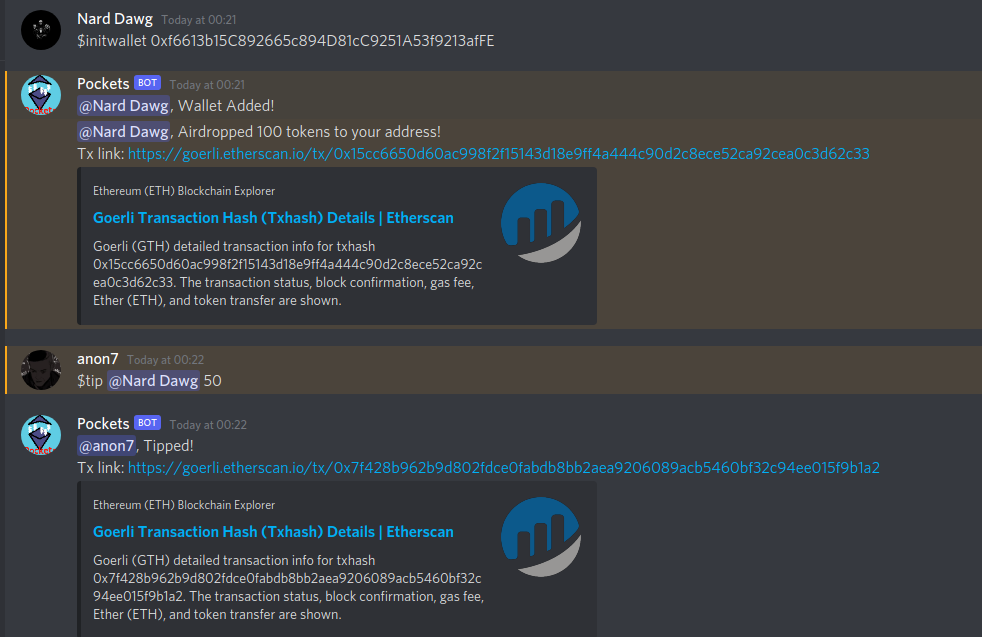 Nard Dawg Today at 00:21
$initwallet 0xf6613b15C892665c894D81cC9251A53f9213afFE
Pockets BOT Today at 00:21
@Nard Dawg, Wallet Added!
@Nard Dawg, Airdropped 100 tokens to your address!
Tx link: https://goerli.etherscan.io/tx/0x15cc6650d60ac998f2f15143d18e9ff4a444c90d2c8ece52ca92cea0c3d62c33
Ethereum (ETH) Blockchain Explorer
Goerli Transaction Hash (Txhash) Details | Etherscan
Goerli (GTH) detailed transaction info for txhash
0x15cc6650d60ac998f2f15143d18e9ff4a444c90d2c8ece52ca92c
ea0c3d62c33. The transaction status, block confirmation, gas fee,
Ether (ETH), and token transfer are shown.
anon7 Today at 00:22
$tip @Nard Dawg 50
Pockets BOT Today at 00:22
@anon7, Tipped!
Tx link: https://goerli.etherscan.io/tx/0x7f428b962b9d802fdce0fabdb8bb2aea9206089acb5460bf32c94ee015f9b1a2
Ethereum (ETH) Blockchain Explorer
Goerli Transaction Hash (Txhash) Details | Etherscan
Goerli (GTH) detailed transaction info for txhash
0x7f428b962b9d802fdce0fabdb8bb2aea9206089acb5460bf32c
94ee015f9b1a2. The transaction status, block confirmation, gas fee,
Ether (ETH), and token transfer are shown.